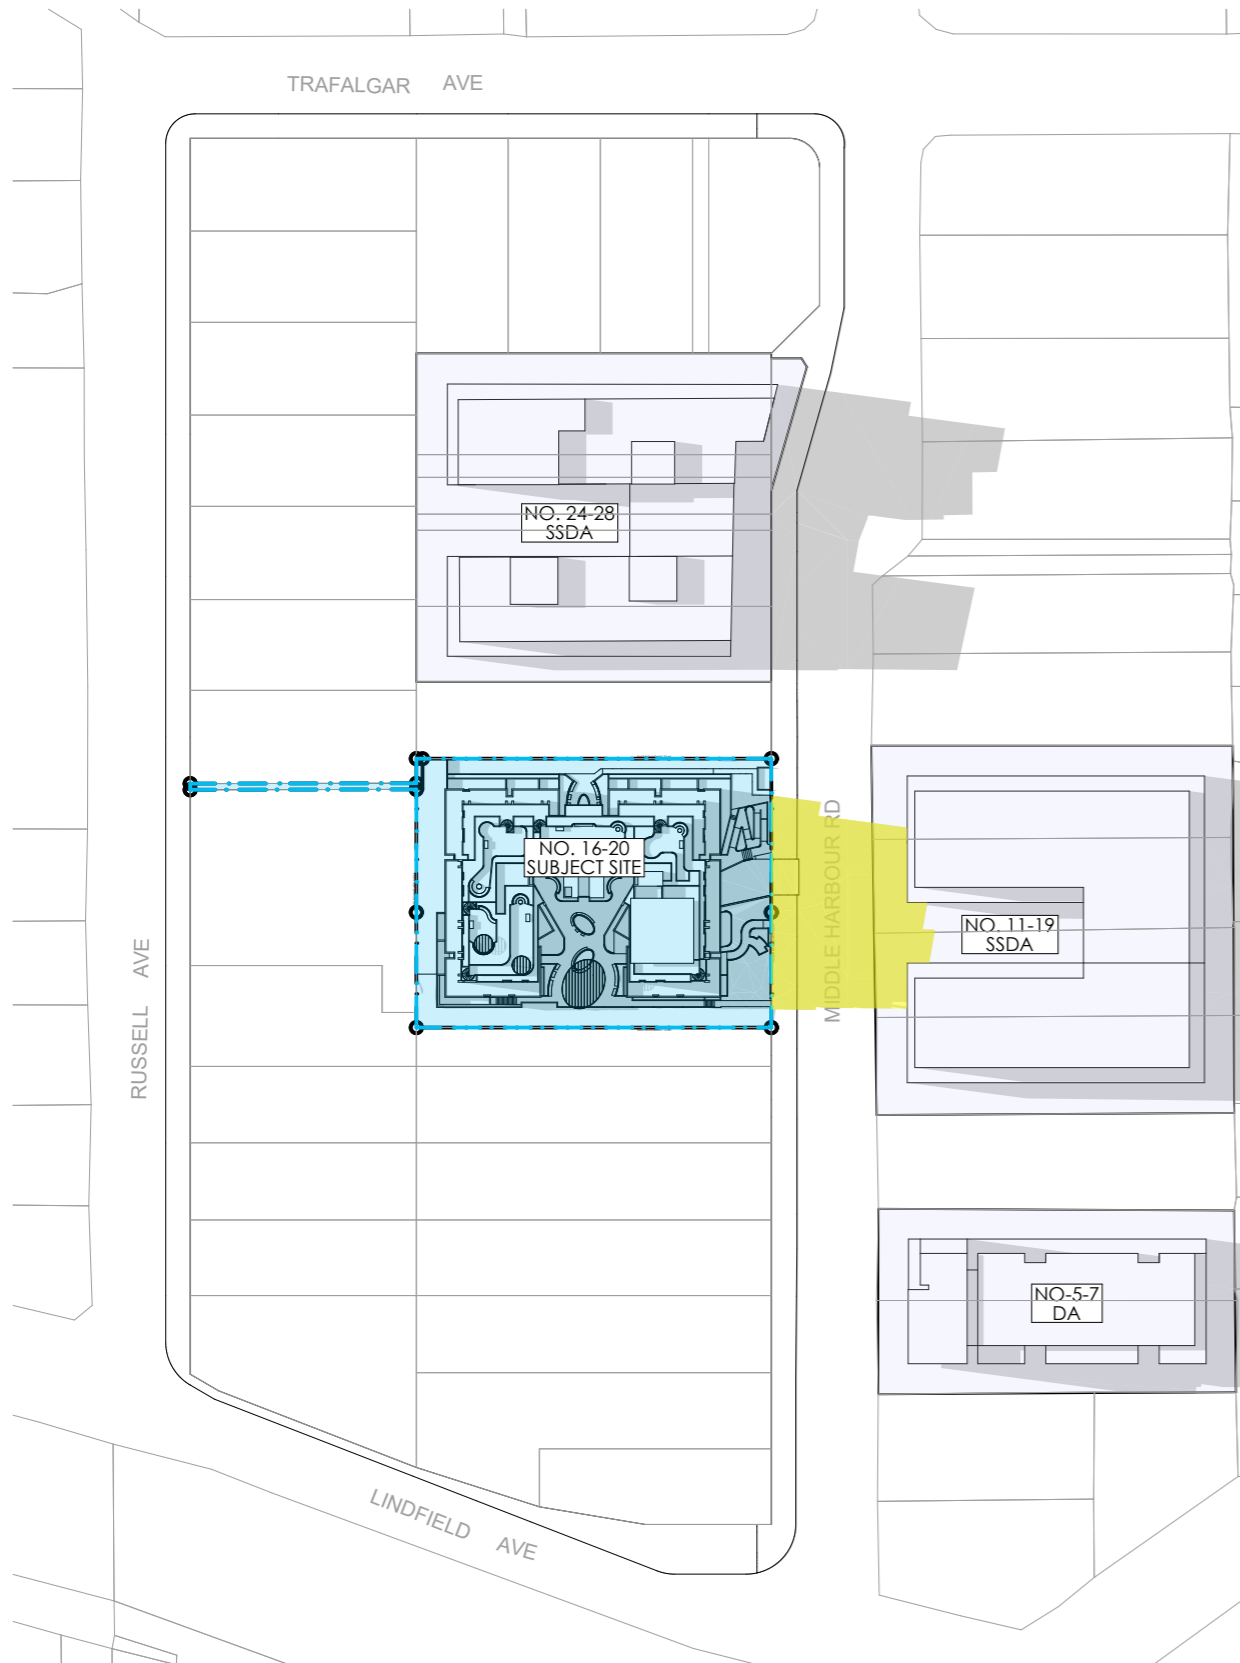 TRAFALGAR AVE
NO. 24-28
SSDA
NO. 16-20
SUBJECT SITE
MIDDLE HARBOUR RD
NO. 11-19
SSDA
RUSSELL AVE
NO-5-7
DA
LINDFIELD AVE